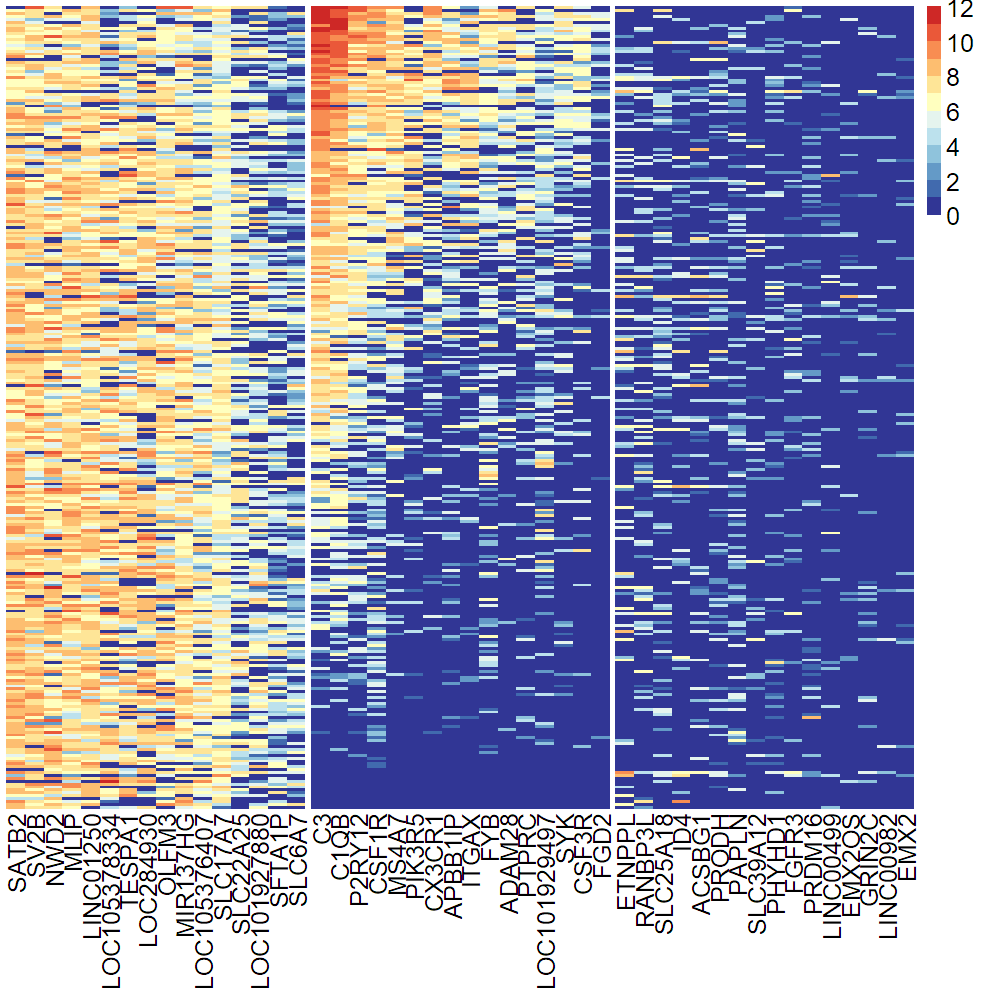 12
10
8
6
4
2
0
SATB2
SV2B
NWD2
MLIP
LINC01250
LOC105378334
TESPA1
LOC284930
OLFM3
MIR137HG
LOC105376407
SLC17A7
SLC22A25
LOC101927880
SFTA1P
SLC6A7
C3
C1QB
P2RY12
CSF1R
MS4A7
PIK3R5
CX3CR1
APBB1IP
ITGAX
FYB
ADAM28
PTPRC
LOC101929497
SYK
CSF3R
FGD2
ETNPPL
RANBP3L
SLC25A18
ID4
ACSBG1
PRODH
PAPLN
SLC39A12
PHYHD1
FGFR3
PRDM16
LINC00499
EMX2OS
GRIN2C
LINC00982
EMX2